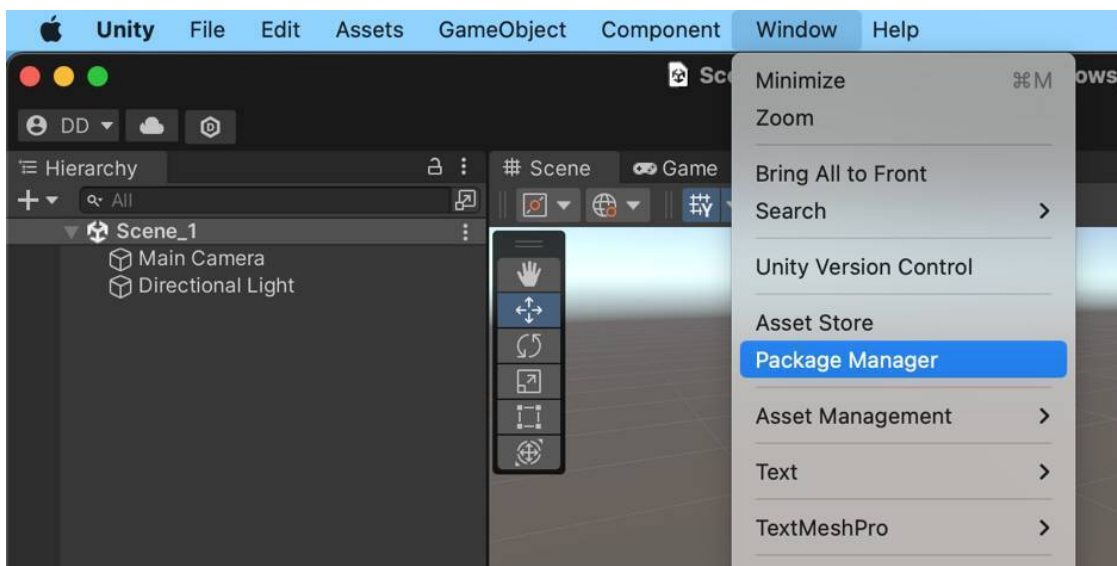 Unity File Edit Assets GameObject Component Window Help
Sc
ows
DD
Hierarchy
# Scene Game
All
Scene_1
Main Camera
Directional Light
Minimize ⌘M
Zoom
Bring All to Front
Search
Unity Version Control
Asset Store
Package Manager
Asset Management
Text
TextMeshPro